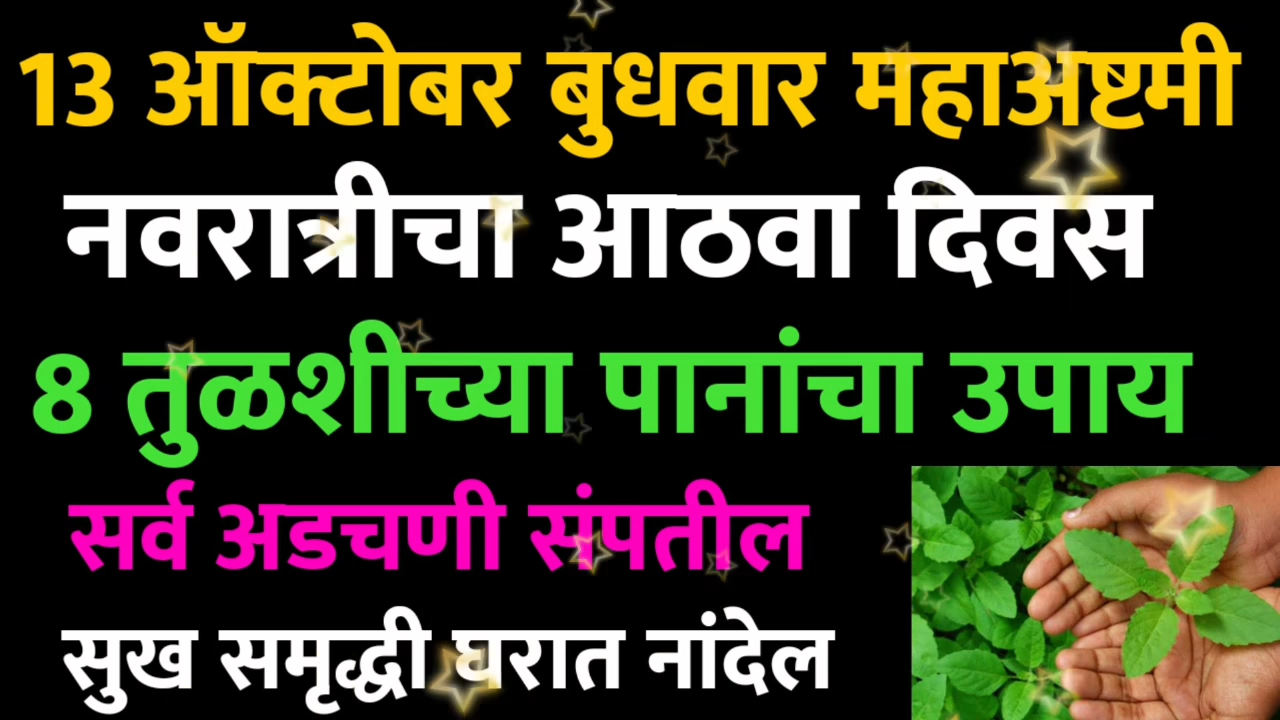 13 ऑक्टोबर बुधवार महाअष्टमी
नवरात्रीचा आठवा दिवस
8 तुळशीच्या पानांचा उपाय
सर्व अडचणी संपतील
सुख समृद्धी घरात नांदेल